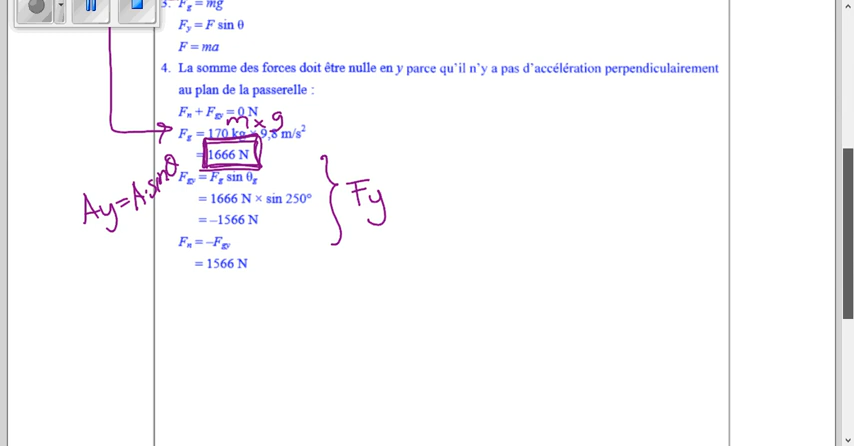 3. Fg = mg
Fy = F sin θ
F = ma
4. La somme des forces doit être nulle en y parce qu'il n'y a pas d'accélération perpendiculairement
au plan de la passerelle :
Fn + Fgy = 0 N
m × g
Fg = 170 kg × 9,8 m/s²
= 1666 N
Ay = A·sinθ
Fgy = Fg sin θg
= 1666 N × sin 250°
Fy
= –1566 N
Fn = –Fgy
= 1566 N